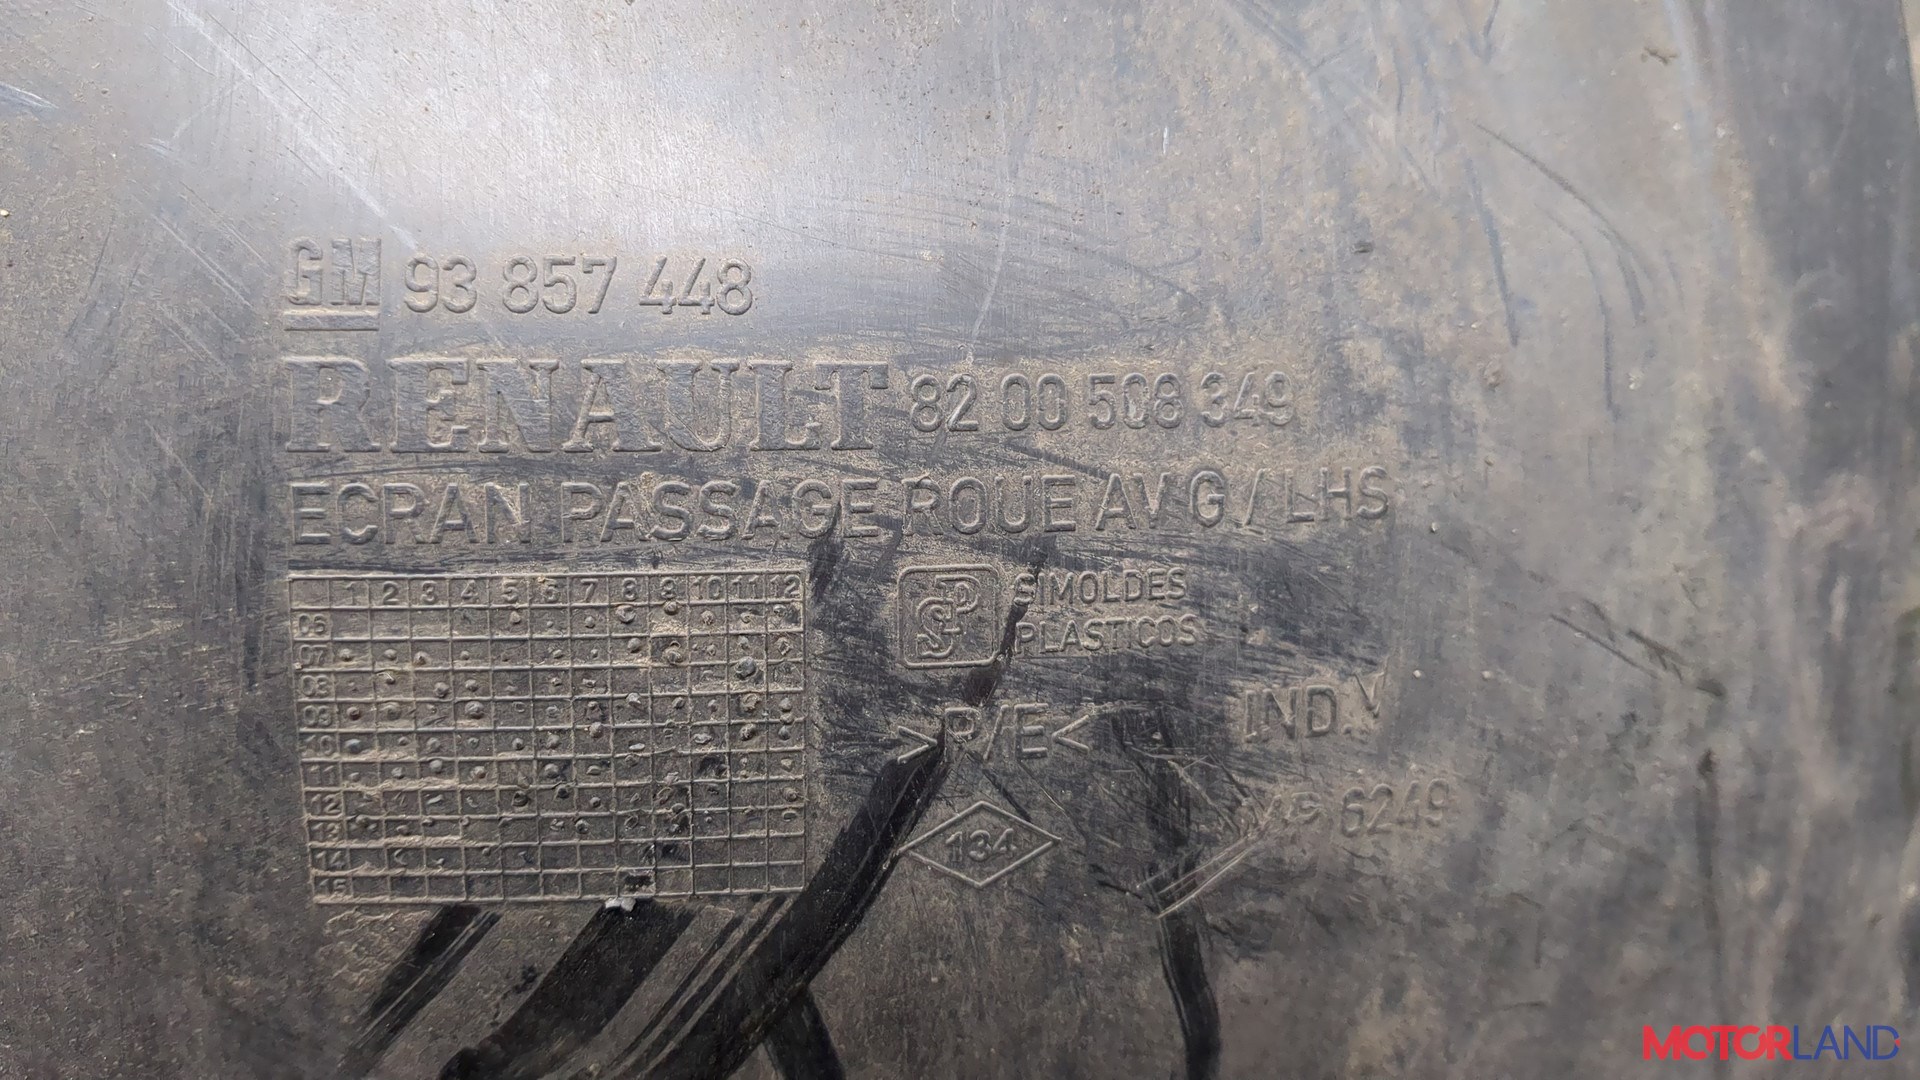 GM 93 857 448
RENAULT 82 00 508 349
ECRAN PASSAGE ROUE AV G / LHS
1 2 3 4 5 6 7 8 9 10 11 12
06
07
08
09
10
11
12
13
14
15
SP SIMOLDES
PLASTICOS
>P/E< IND.
134
6249
MOTORLAND